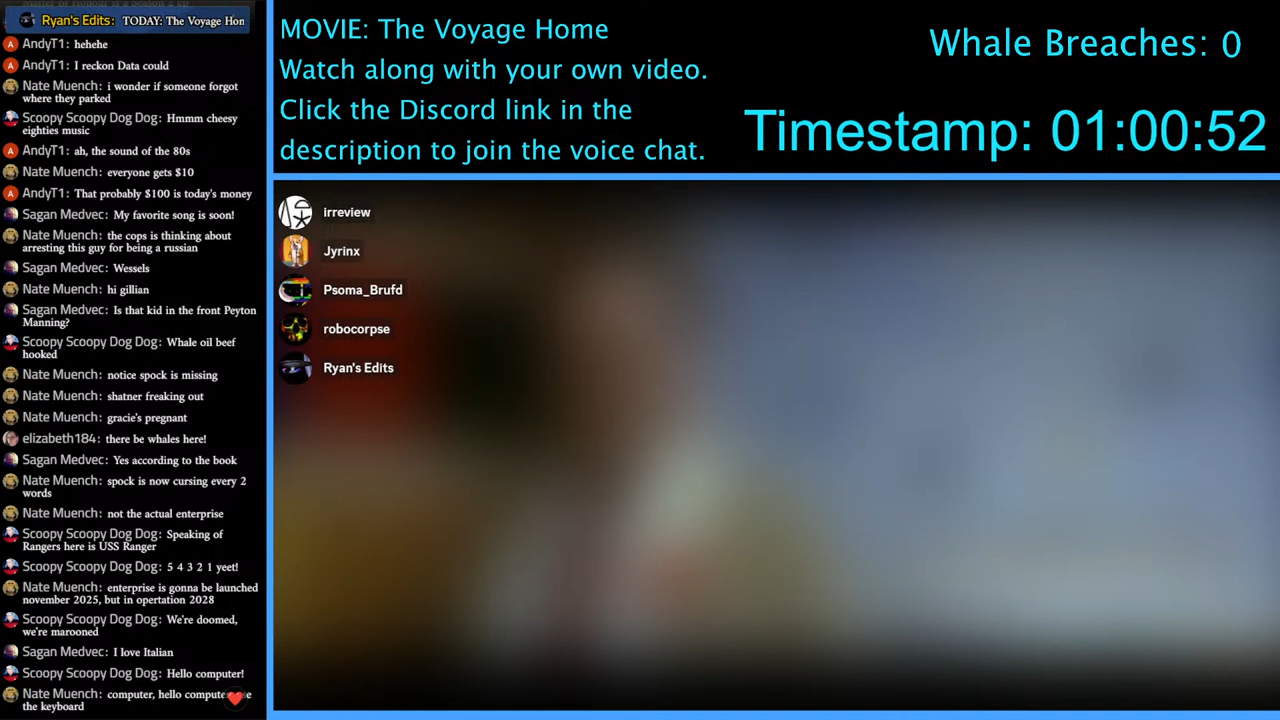 Ryan's Edits: TODAY: The Voyage Hon
AndyT1: hehehe
AndyT1: I reckon Data could
Nate Muench: i wonder if someone forgot
where they parked
Scoopy Scoopy Dog Dog: Hmmm cheesy
eighties music
AndyT1: ah, the sound of the 80s
Nate Muench: everyone gets $10
AndyT1: That probably $100 is today's money
Sagan Medvec: My favorite song is soon!
Nate Muench: the cops is thinking about
arresting this guy for being a russian
Sagan Medvec: Wessels
Nate Muench: hi gillian
Sagan Medvec: Is that kid in the front Peyton
Manning?
Scoopy Scoopy Dog Dog: Whale oil beef
hooked
Nate Muench: notice spock is missing
Nate Muench: shatner freaking out
Nate Muench: gracie's pregnant
elizabeth184: there be whales here!
Sagan Medvec: Yes according to the book
Nate Muench: spock is now cursing every 2
words
Nate Muench: not the actual enterprise
Scoopy Scoopy Dog Dog: Speaking of
Rangers here is USS Ranger
Scoopy Scoopy Dog Dog: 5 4 3 2 1 yeet!
Nate Muench: enterprise is gonna be launched
november 2025, but in opertation 2028
Scoopy Scoopy Dog Dog: We're doomed,
we're marooned
Sagan Medvec: I love Italian
Scoopy Scoopy Dog Dog: Hello computer!
Nate Muench: computer, hello
the keyboard
MOVIE: The Voyage Home
Watch along with your own video.
Click the Discord link in the
description to join the voice chat.
Whale Breaches: 0
Timestamp: 01:00:52
irreview
Jyrinx
Psoma_Brufd
robocorpse
Ryan's Edits